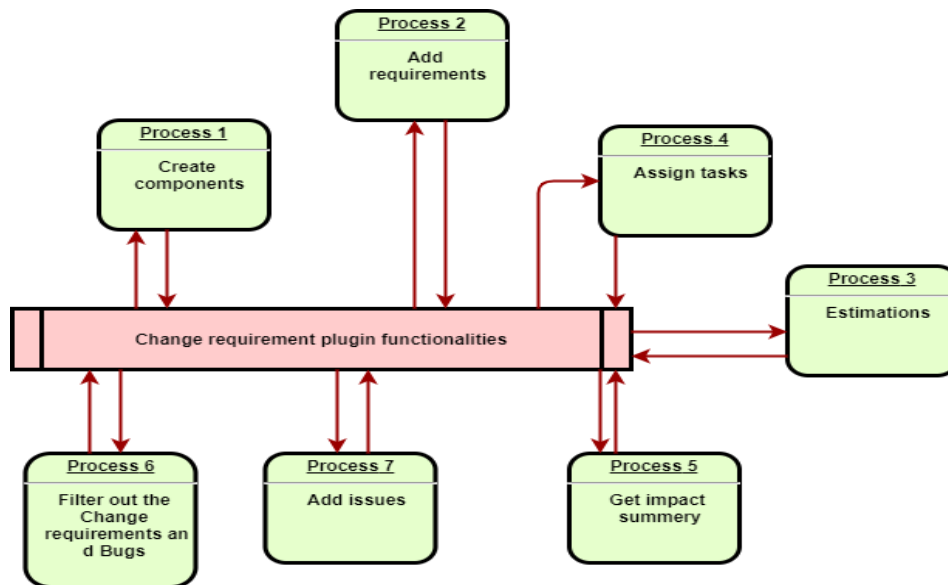 Process 2
Add
requirements
Process 1
Create
components
Process 4
Assign tasks
Process 3
Estimations
Change requirement plugin functionalities
Process 6
Filter out the
Change
requirements an
d Bugs
Process 7
Add issues
Process 5
Get impact
summery